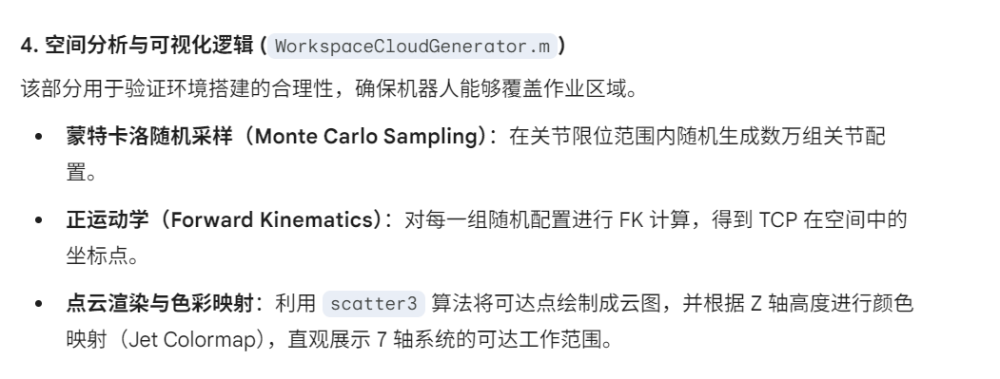 4. 空间分析与可视化逻辑 (WorkspaceCloudGenerator.m)
该部分用于验证环境搭建的合理性，确保机器人能够覆盖作业区域。
• 蒙特卡洛随机采样（Monte Carlo Sampling）：在关节限位范围内随机生成数万组关节配
置。
• 正运动学（Forward Kinematics）：对每一组随机配置进行 FK 计算，得到 TCP 在空间中的
坐标点。
• 点云渲染与色彩映射：利用 scatter3 算法将可达点绘制成云图，并根据 Z 轴高度进行颜色
映射（Jet Colormap），直观展示 7 轴系统的可达工作范围。